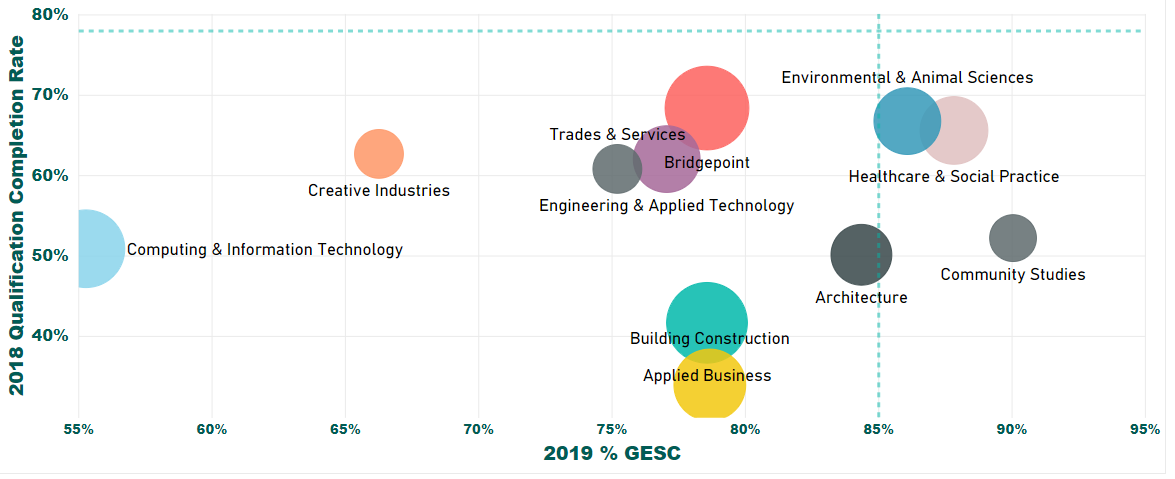 80%
70%
60%
50%
40%
2018 Qualification Completion Rate
Environmental & Animal Sciences
Trades & Services
Bridgepoint
Healthcare & Social Practice
Creative Industries
Engineering & Applied Technology
Computing & Information Technology
Community Studies
Architecture
Building Construction
Applied Business
55% 60% 65% 70% 75% 80% 85% 90% 95%
2019 % GESC